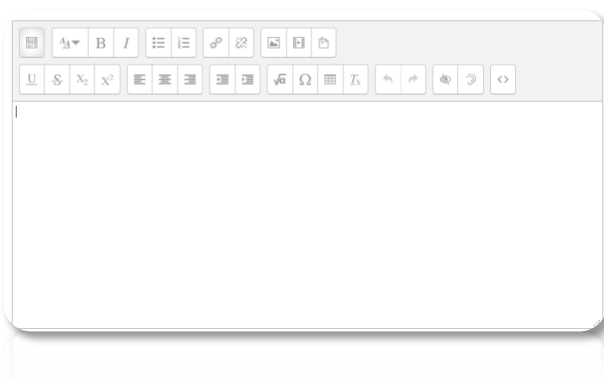 A B I
U S X₂ X² √α Ω Tx <>